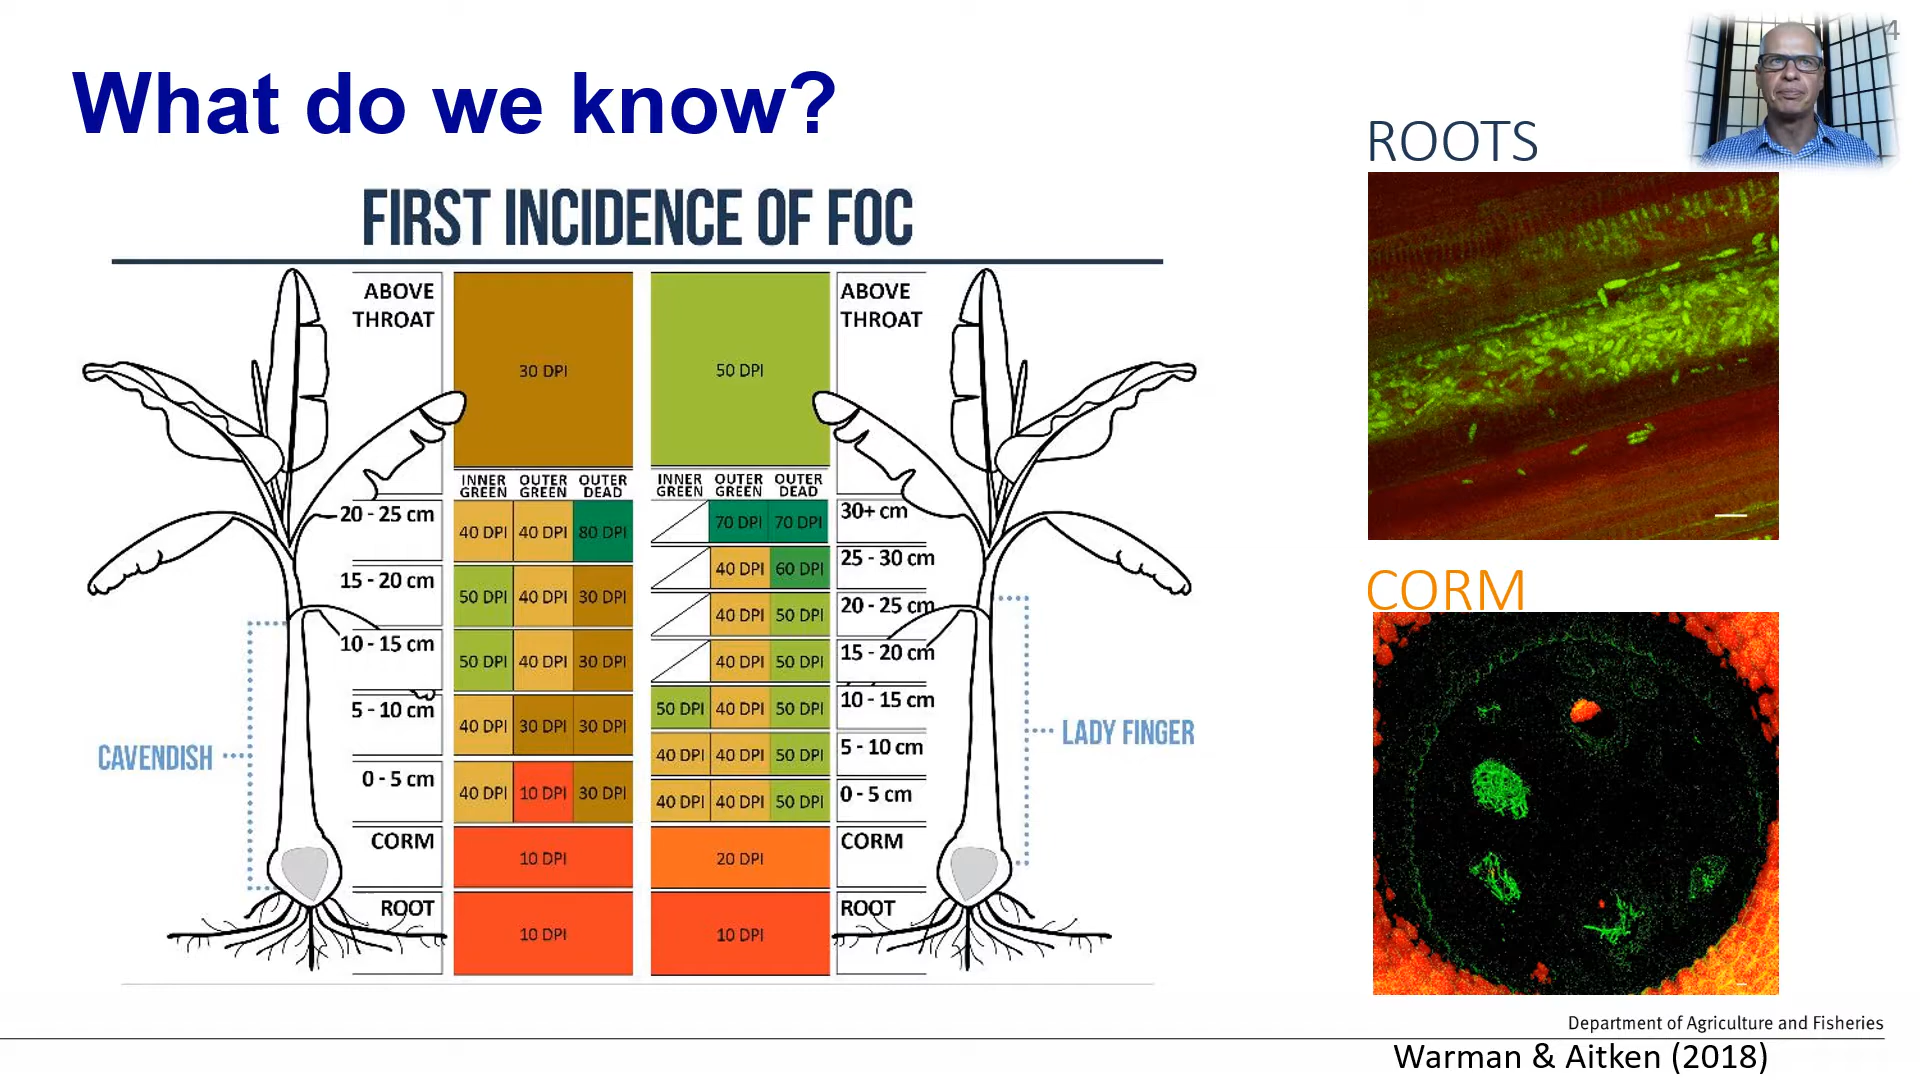 4
What do we know?
FIRST INCIDENCE OF FOC
ABOVE
THROAT
30 DPI
50 DPI
ABOVE
THROAT
INNER GREEN OUTER GREEN OUTER DEAD
INNER GREEN OUTER GREEN OUTER DEAD
20 - 25 cm
40 DPI 40 DPI 80 DPI
15 - 20 cm
50 DPI 40 DPI 30 DPI
10 - 15 cm
50 DPI 40 DPI 30 DPI
5 - 10 cm
40 DPI 30 DPI 30 DPI
0 - 5 cm
40 DPI 10 DPI 30 DPI
CORM
10 DPI
ROOT
10 DPI
CAVENDISH
70 DPI 70 DPI
30+ cm
40 DPI 60 DPI
25 - 30 cm
40 DPI 50 DPI
20 - 25 cm
40 DPI 50 DPI
15 - 20 cm
50 DPI 40 DPI 50 DPI
10 - 15 cm
40 DPI 40 DPI 50 DPI
5 - 10 cm
40 DPI 40 DPI 50 DPI
0 - 5 cm
20 DPI
CORM
10 DPI
ROOT
LADY FINGER
ROOTS
CORM
Department of Agriculture and Fisheries
Warman & Aitken (2018)